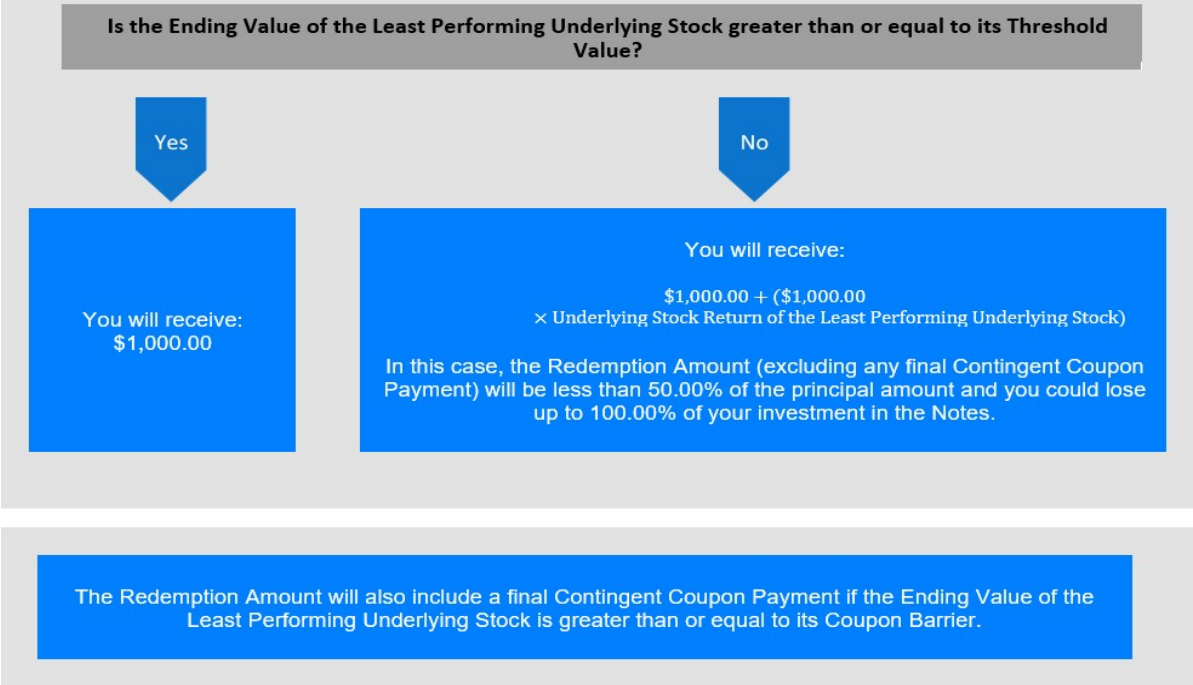 Is the Ending Value of the Least Performing Underlying Stock greater than or equal to its Threshold
Value?
Yes
No
You will receive:
$1,000.00
You will receive:
$1,000.00 + ($1,000.00
× Underlying Stock Return of the Least Performing Underlying Stock)
In this case, the Redemption Amount (excluding any final Contingent Coupon
Payment) will be less than 50.00% of the principal amount and you could lose
up to 100.00% of your investment in the Notes.
The Redemption Amount will also include a final Contingent Coupon Payment if the Ending Value of the
Least Performing Underlying Stock is greater than or equal to its Coupon Barrier.